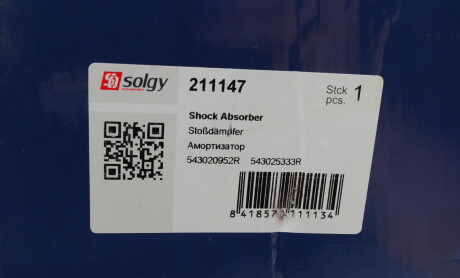 solgy
211147
Stck
pcs. 1
Shock Absorber
Stoßdämpfer
Амортизатор
543020952R 543025333R